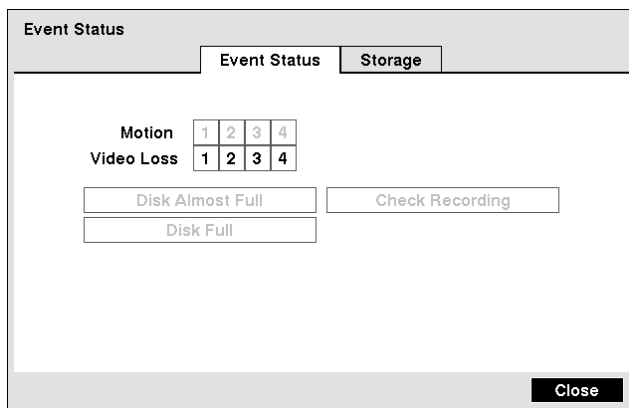 Event Status
Event Status Storage
Motion 1 2 3 4
Video Loss 1 2 3 4
Disk Almost Full Check Recording
Disk Full
Close